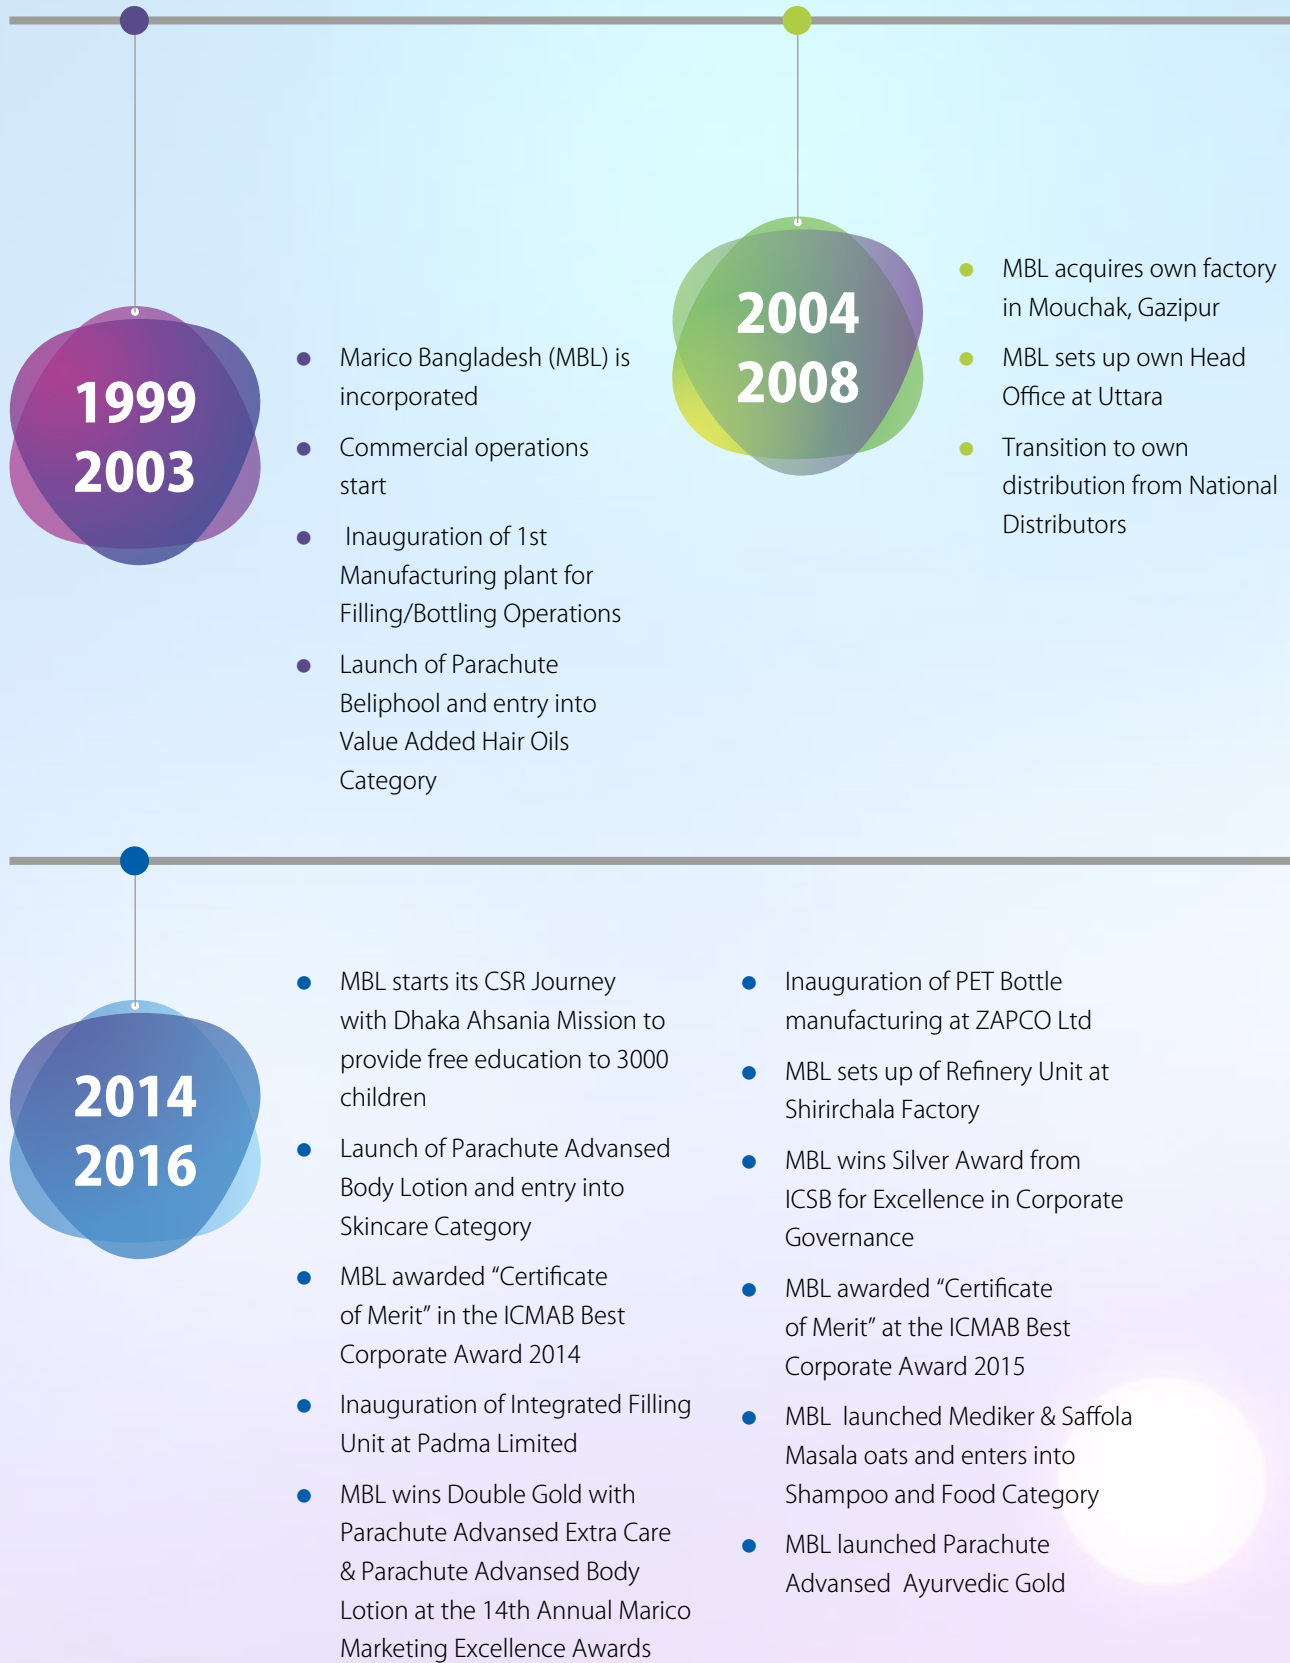 1999
2003
Marico Bangladesh (MBL) is
incorporated
Commercial operations
start
Inauguration of 1st
Manufacturing plant for
Filling/Bottling Operations
Launch of Parachute
Beliphool and entry into
Value Added Hair Oils
Category
2004
2008
MBL acquires own factory
in Mouchak, Gazipur
MBL sets up own Head
Office at Uttara
Transition to own
distribution from National
Distributors
2014
2016
MBL starts its CSR Journey
with Dhaka Ahsania Mission to
provide free education to 3000
children
Launch of Parachute Advansed
Body Lotion and entry into
Skincare Category
MBL awarded “Certificate
of Merit” in the ICMAB Best
Corporate Award 2014
Inauguration of Integrated Filling
Unit at Padma Limited
MBL wins Double Gold with
Parachute Advansed Extra Care
& Parachute Advansed Body
Lotion at the 14th Annual Marico
Marketing Excellence Awards
Inauguration of PET Bottle
manufacturing at ZAPCO Ltd
MBL sets up of Refinery Unit at
Shirirchala Factory
MBL wins Silver Award from
ICSB for Excellence in Corporate
Governance
MBL awarded “Certificate
of Merit” at the ICMAB Best
Corporate Award 2015
MBL launched Mediker & Saffola
Masala oats and enters into
Shampoo and Food Category
MBL launched Parachute
Advansed Ayurvedic Gold